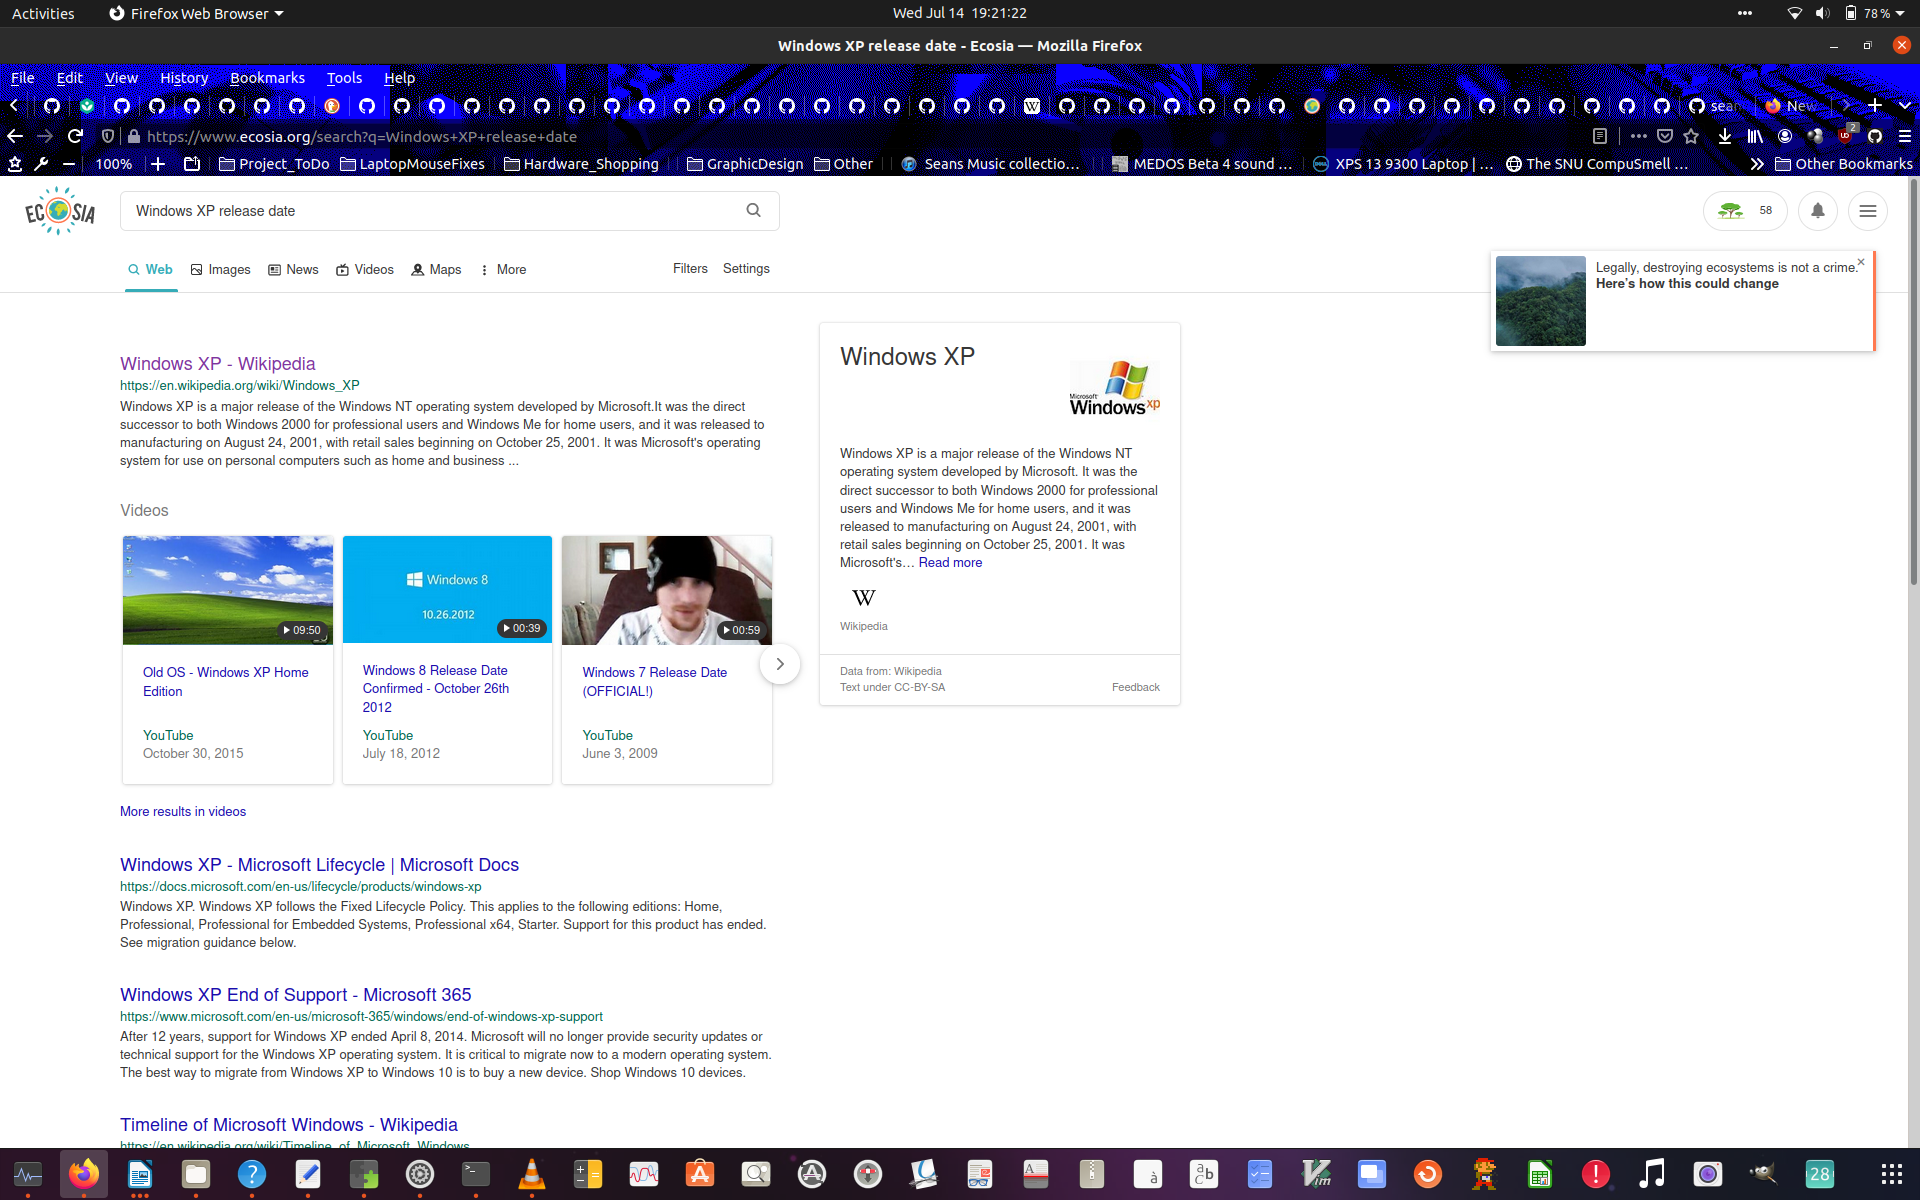 Activities
Firefox Web Browser
Wed Jul 14 19:21:22
78 %
Windows XP release date - Ecosia — Mozilla Firefox
File Edit View History Bookmarks Tools Help
sean
New
https://www.ecosia.org/search?q=Windows+XP+release+date
2
100%
Project_ToDo
LaptopMouseFixes
Hardware_Shopping
GraphicDesign
Other
Seans Music collectio…
MEDOS Beta 4 sound …
XPS 13 9300 Laptop | …
The SNU CompuSmell …
Other Bookmarks
ECOSIA
Windows XP release date
58
Web
Images
News
Videos
Maps
More
Filters
Settings
Legally, destroying ecosystems is not a crime.
Here's how this could change
Windows XP - Wikipedia
https://en.wikipedia.org/wiki/Windows_XP
Windows XP is a major release of the Windows NT operating system developed by Microsoft.It was the direct
successor to both Windows 2000 for professional users and Windows Me for home users, and it was released to
manufacturing on August 24, 2001, with retail sales beginning on October 25, 2001. It was Microsoft's operating
system for use on personal computers such as home and business ...
Videos
09:50
Old OS - Windows XP Home
Edition
YouTube
October 30, 2015
Windows 8
10.26.2012
00:39
Windows 8 Release Date
Confirmed - October 26th
2012
YouTube
July 18, 2012
00:59
Windows 7 Release Date
(OFFICIAL!)
YouTube
June 3, 2009
More results in videos
Windows XP - Microsoft Lifecycle | Microsoft Docs
https://docs.microsoft.com/en-us/lifecycle/products/windows-xp
Windows XP. Windows XP follows the Fixed Lifecycle Policy. This applies to the following editions: Home,
Professional, Professional for Embedded Systems, Professional x64, Starter. Support for this product has ended.
See migration guidance below.
Windows XP End of Support - Microsoft 365
https://www.microsoft.com/en-us/microsoft-365/windows/end-of-windows-xp-support
After 12 years, support for Windows XP ended April 8, 2014. Microsoft will no longer provide security updates or
technical support for the Windows XP operating system. It is critical to migrate now to a modern operating system.
The best way to migrate from Windows XP to Windows 10 is to buy a new device. Shop Windows 10 devices.
Timeline of Microsoft Windows - Wikipedia
https://en.wikipedia.org/wiki/Timeline_of_Microsoft_Windows
Windows XP
Microsoft
Windows xp
Windows XP is a major release of the Windows NT
operating system developed by Microsoft. It was the
direct successor to both Windows 2000 for professional
users and Windows Me for home users, and it was
released to manufacturing on August 24, 2001, with
retail sales beginning on October 25, 2001. It was
Microsoft's… Read more
W
Wikipedia
Data from: Wikipedia
Text under CC-BY-SA
Feedback
28